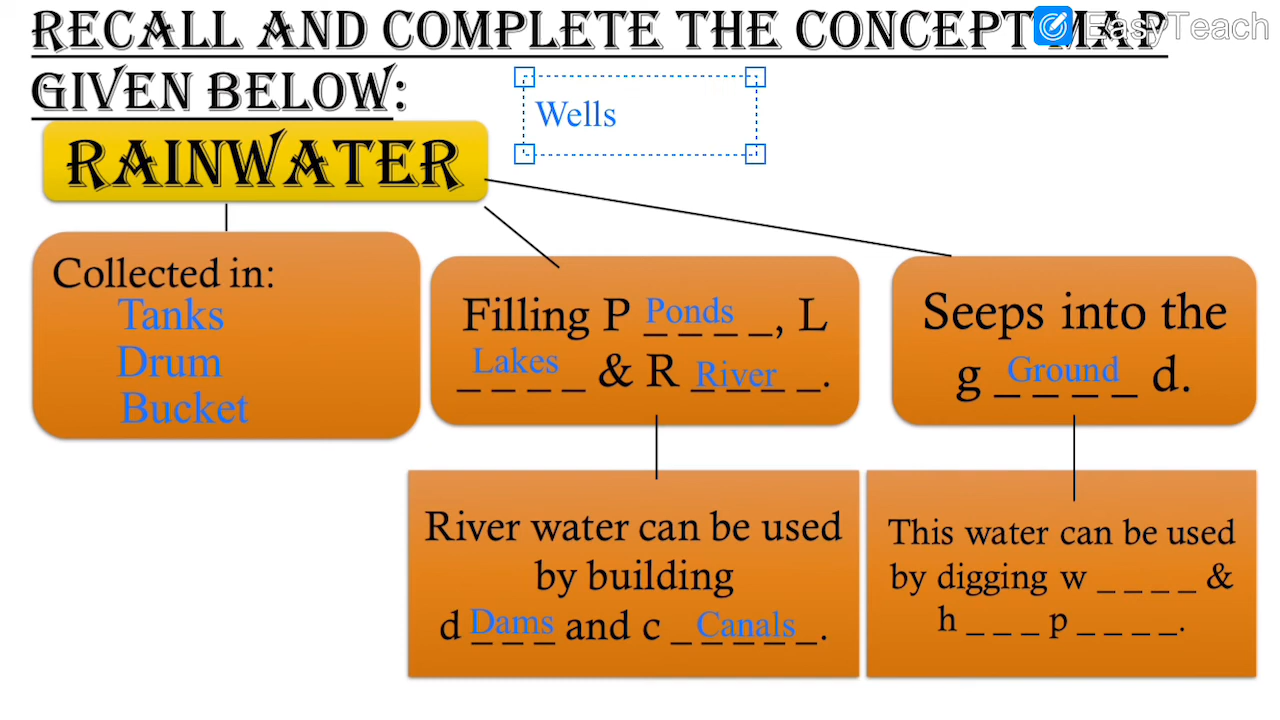 RECALL AND COMPLETE THE CONCEPT MAP
EasyTeach
GIVEN BELOW:
Wells
RAINWATER
Collected in:
Tanks
Drum
Bucket
Filling P Ponds _ _ _ _, L
Lakes _ _ _ _ & R River _ _ _ _.
Seeps into the
g Ground _ _ _ _ d.
River water can be used
by building
d Dams _ _ _ and c Canals _ _ _ _ _.
This water can be used
by digging w _ _ _ _ &
h _ _ _ p _ _ _ _.